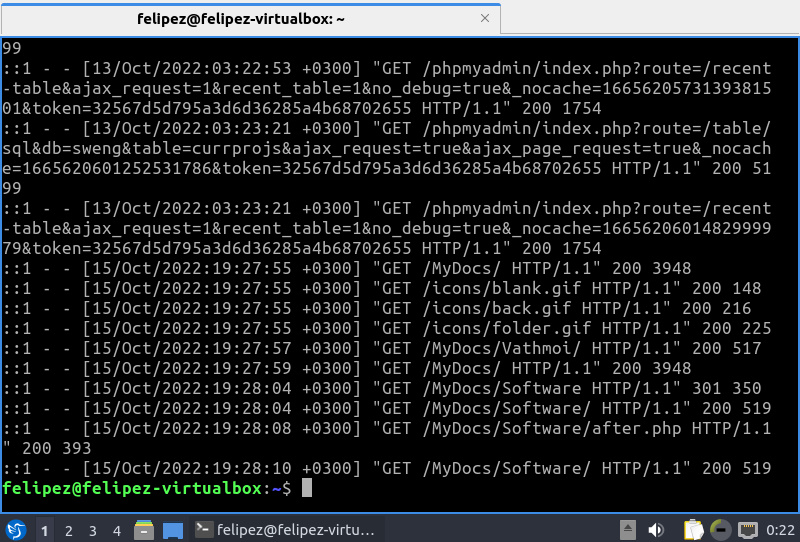 felipez@felipez-virtualbox: ~
99
::1 - - [13/Oct/2022:03:22:53 +0300] "GET /phpmyadmin/index.php?route=/recent
-table&ajax_request=1&recent_table=1&no_debug=true&_nocache=16656205731393815
01&token=32567d5d795a3d6d36285a4b68702655 HTTP/1.1" 200 1754
::1 - - [13/Oct/2022:03:23:21 +0300] "GET /phpmyadmin/index.php?route=/table/
sql&db=sweng&table=currprojs&ajax_request=true&ajax_page_request=true&_nocach
e=1665620601252531786&token=32567d5d795a3d6d36285a4b68702655 HTTP/1.1" 200 51
99
::1 - - [13/Oct/2022:03:23:21 +0300] "GET /phpmyadmin/index.php?route=/recent
-table&ajax_request=1&recent_table=1&no_debug=true&_nocache=16656206014829999
79&token=32567d5d795a3d6d36285a4b68702655 HTTP/1.1" 200 1754
::1 - - [15/Oct/2022:19:27:55 +0300] "GET /MyDocs/ HTTP/1.1" 200 3948
::1 - - [15/Oct/2022:19:27:55 +0300] "GET /icons/blank.gif HTTP/1.1" 200 148
::1 - - [15/Oct/2022:19:27:55 +0300] "GET /icons/back.gif HTTP/1.1" 200 216
::1 - - [15/Oct/2022:19:27:55 +0300] "GET /icons/folder.gif HTTP/1.1" 200 225
::1 - - [15/Oct/2022:19:27:57 +0300] "GET /MyDocs/Vathmoi/ HTTP/1.1" 200 517
::1 - - [15/Oct/2022:19:27:59 +0300] "GET /MyDocs/ HTTP/1.1" 200 3948
::1 - - [15/Oct/2022:19:28:04 +0300] "GET /MyDocs/Software HTTP/1.1" 301 350
::1 - - [15/Oct/2022:19:28:04 +0300] "GET /MyDocs/Software/ HTTP/1.1" 200 519
::1 - - [15/Oct/2022:19:28:08 +0300] "GET /MyDocs/Software/after.php HTTP/1.1
" 200 393
::1 - - [15/Oct/2022:19:28:10 +0300] "GET /MyDocs/Software/ HTTP/1.1" 200 519
felipez@felipez-virtualbox:~$
1 2 3 4 felipez@felipez-virtu... 0:22